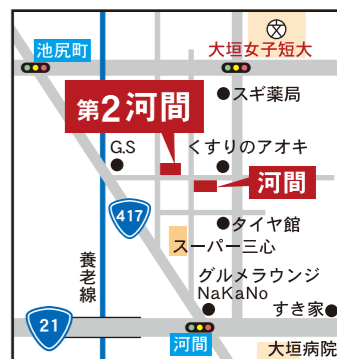 文
池尻町
大垣女子短大
スギ薬局
第2河間
G.S
くすりのアオキ
河間
417
タイヤ館
スーパー三心
養老線
グルメラウンジ
NaKaNo
すき家
21
河間
大垣病院